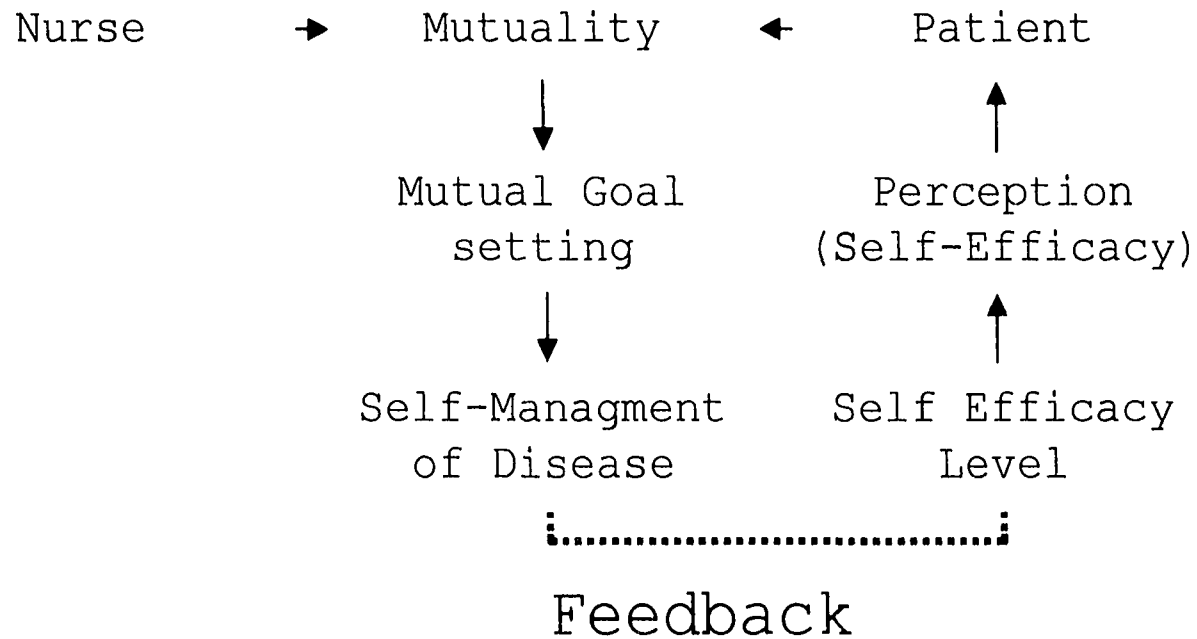 Nurse → Mutuality ← Patient
Mutual Goal
setting
Perception
(Self-Efficacy)
Self-Managment
of Disease
Self Efficacy
Level
Feedback